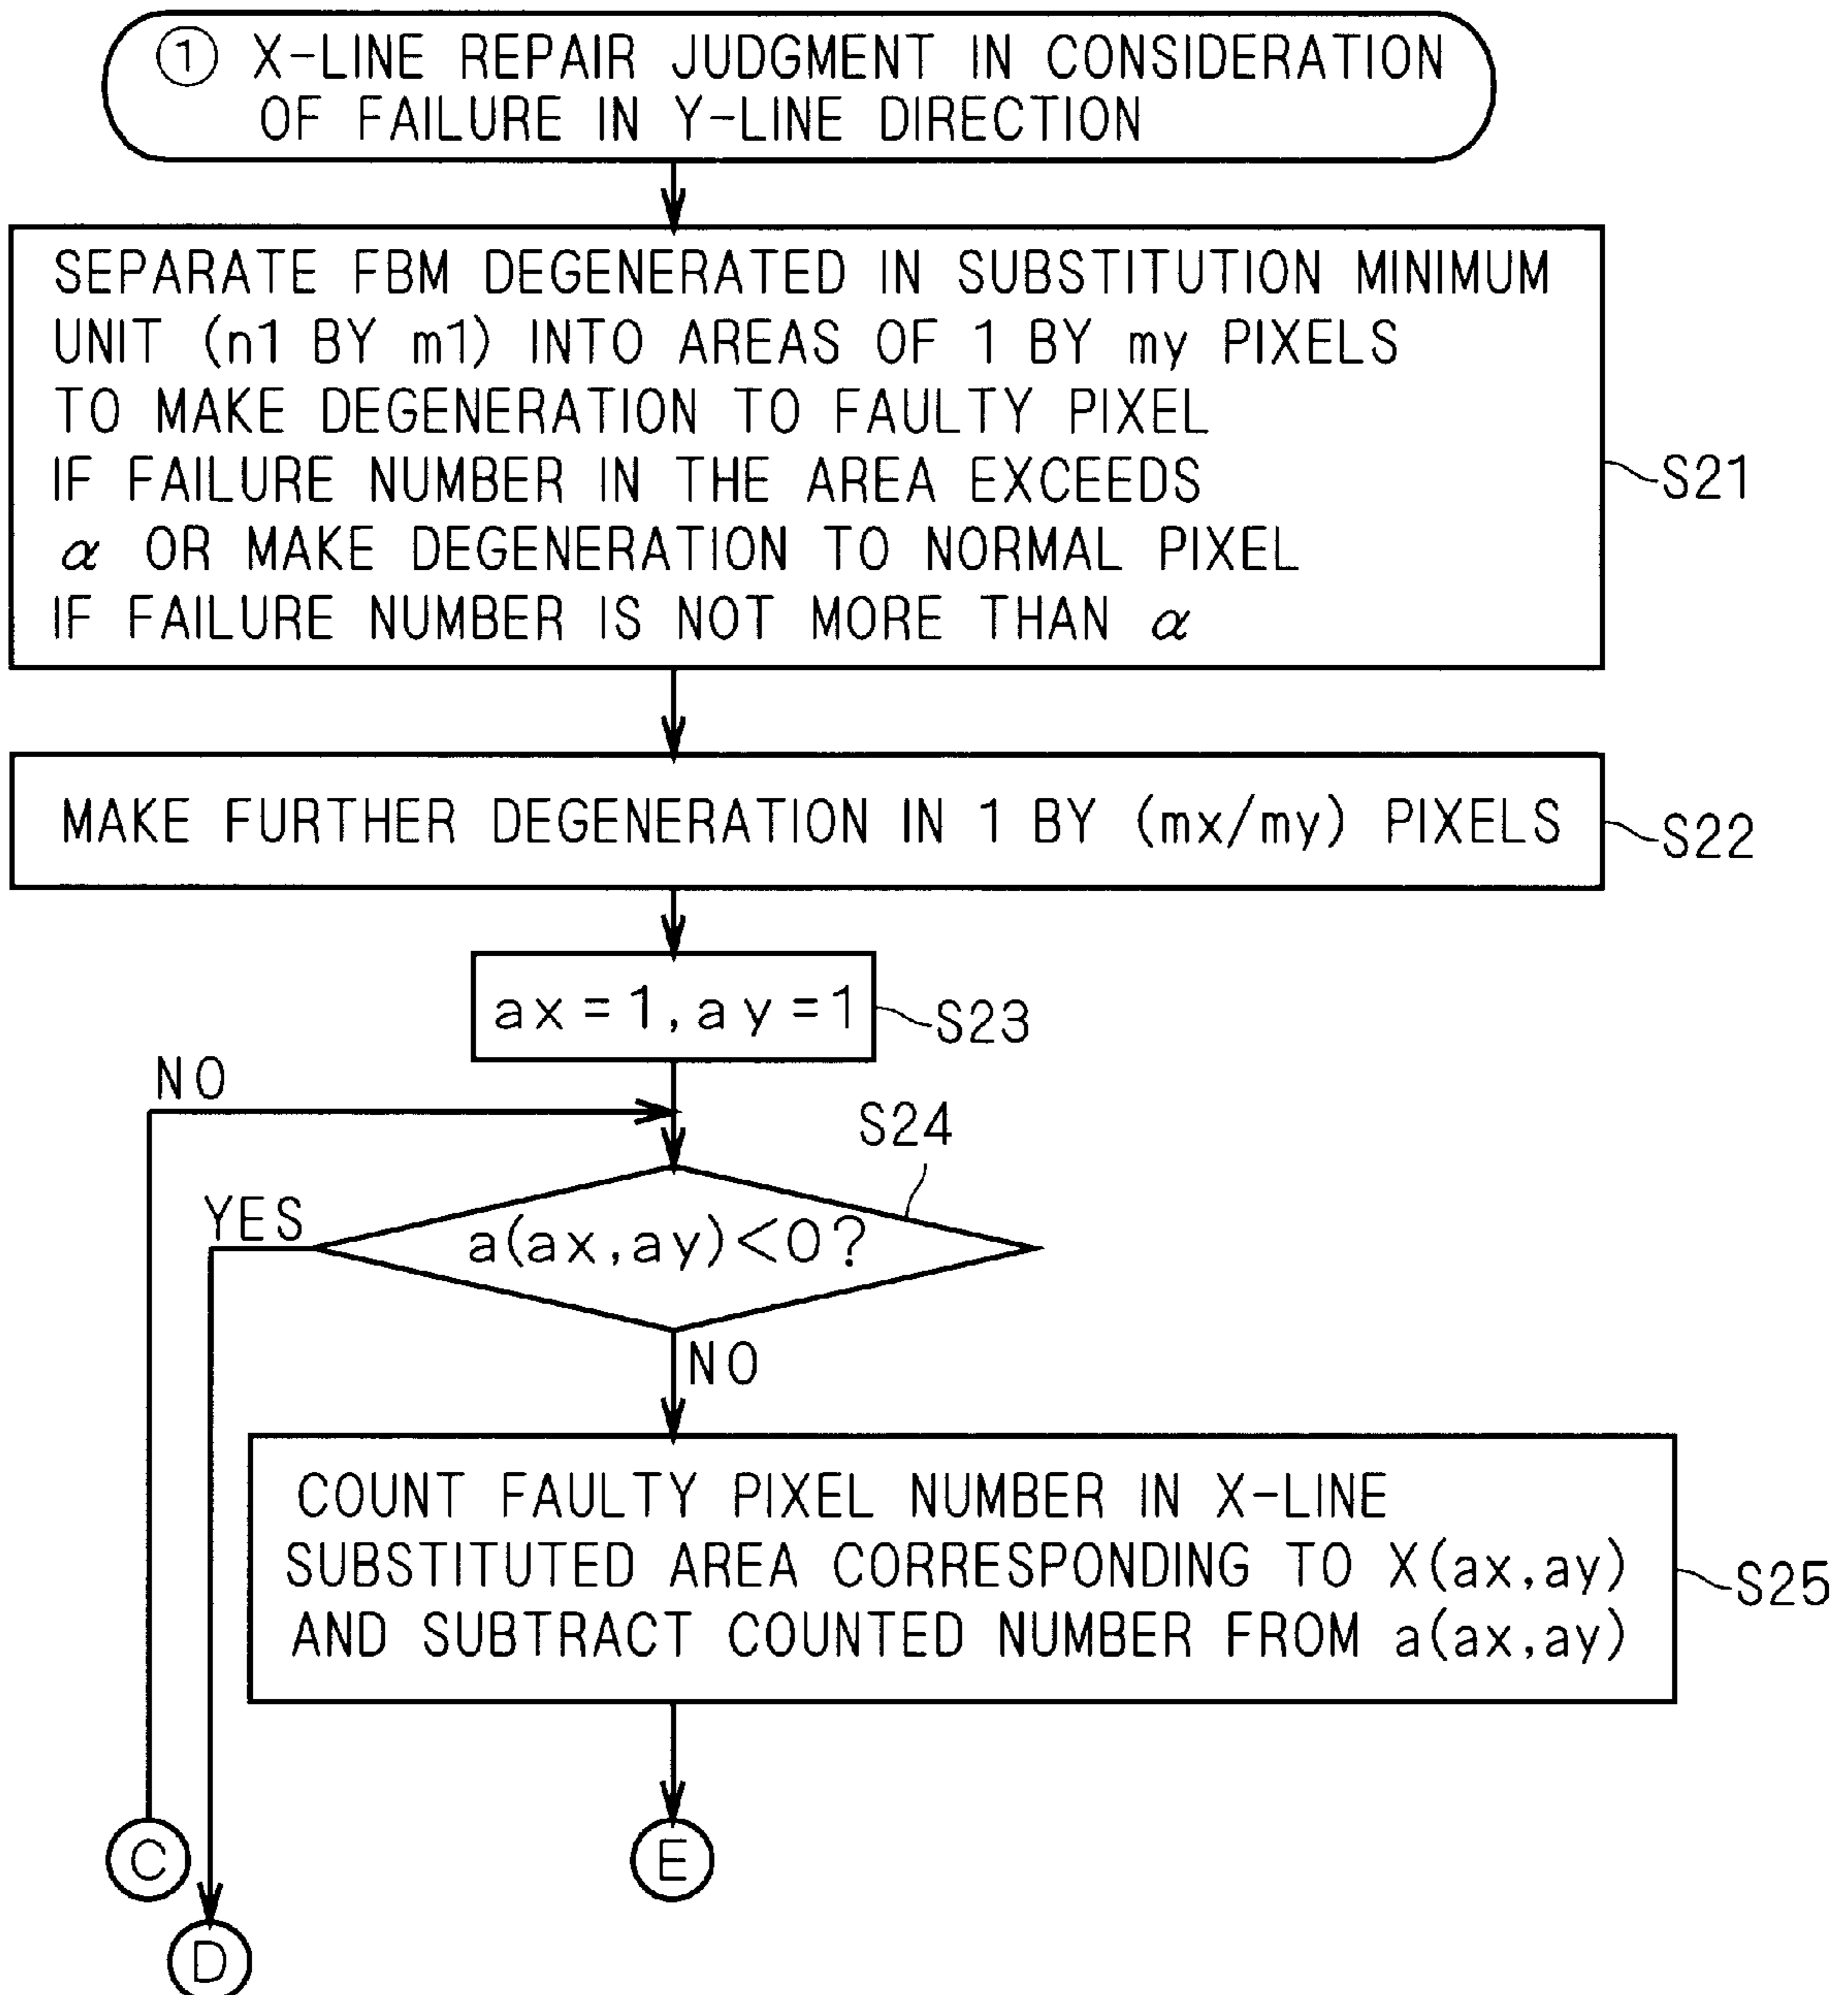 ① X-LINE REPAIR JUDGMENT IN CONSIDERATION
OF FAILURE IN Y-LINE DIRECTION
SEPARATE FBM DEGENERATED IN SUBSTITUTION MINIMUM
UNIT (n1 BY m1) INTO AREAS OF 1 BY my PIXELS
TO MAKE DEGENERATION TO FAULTY PIXEL
IF FAILURE NUMBER IN THE AREA EXCEEDS
α OR MAKE DEGENERATION TO NORMAL PIXEL
IF FAILURE NUMBER IS NOT MORE THAN α
S21
MAKE FURTHER DEGENERATION IN 1 BY (mx/my) PIXELS
S22
ax=1,ay=1
S23
NO
S24
YES
a(ax,ay)<0?
NO
COUNT FAULTY PIXEL NUMBER IN X-LINE
SUBSTITUTED AREA CORRESPONDING TO X(ax,ay)
AND SUBTRACT COUNTED NUMBER FROM a(ax,ay)
S25
C
E
D